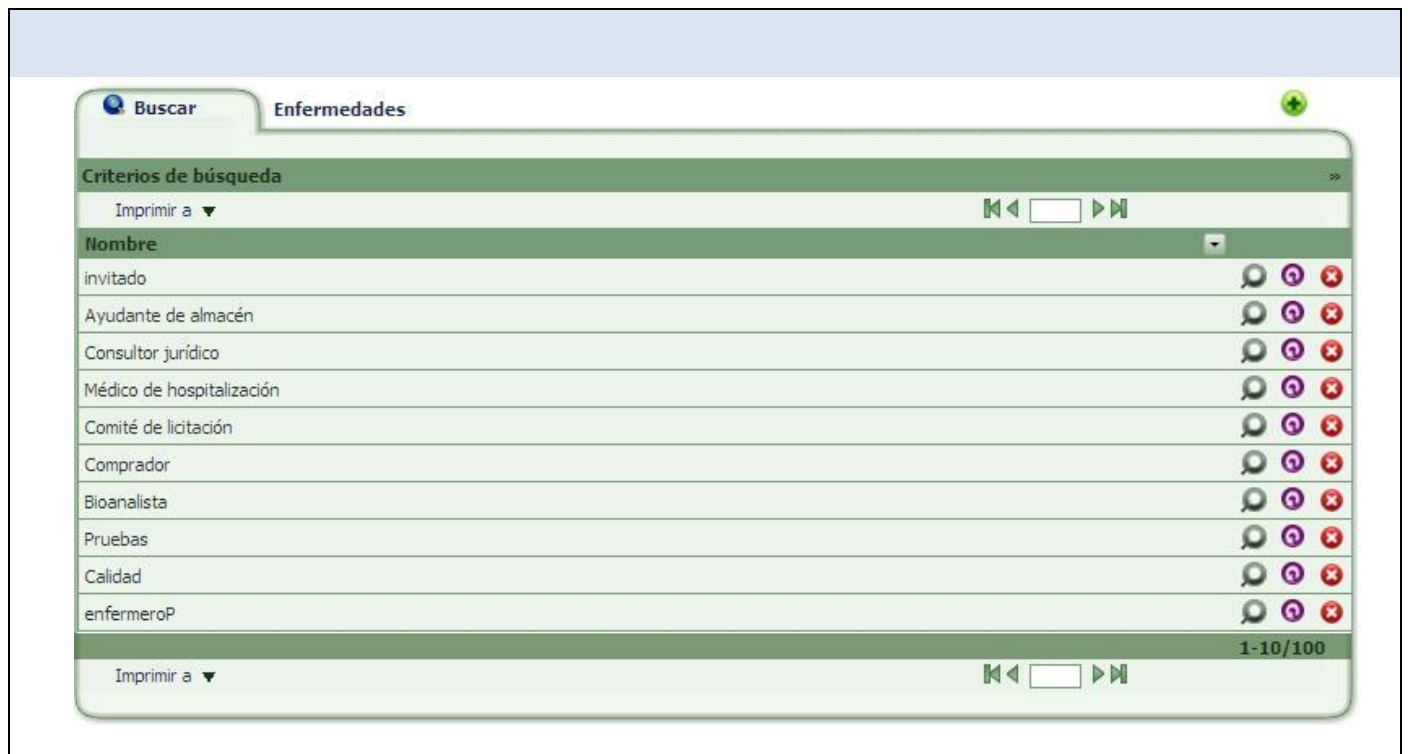 Buscar Enfermedades
Criterios de búsqueda »
Imprimir a
Nombre
invitado
Ayudante de almacén
Consultor jurídico
Médico de hospitalización
Comité de licitación
Comprador
Bioanalista
Pruebas
Calidad
enfermeroP
1-10/100
Imprimir a